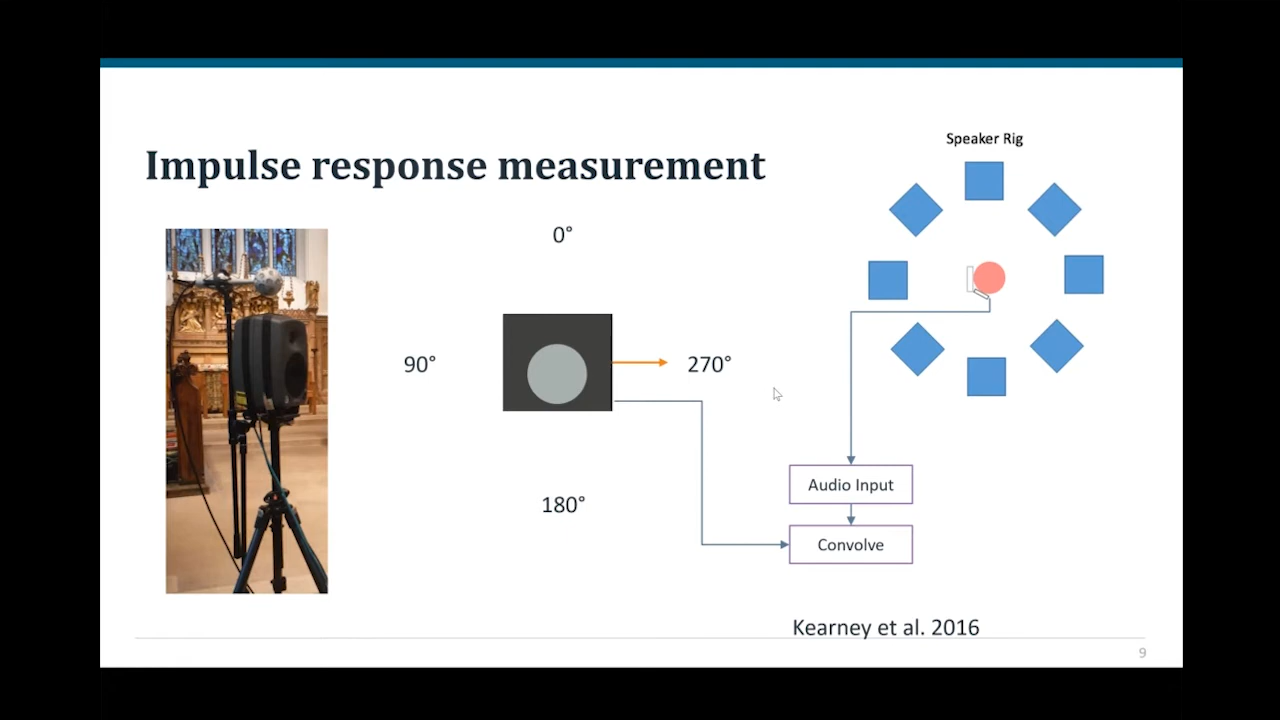 Impulse response measurement
Speaker Rig
0°
90°
270°
180°
Audio Input
Convolve
Kearney et al. 2016
9